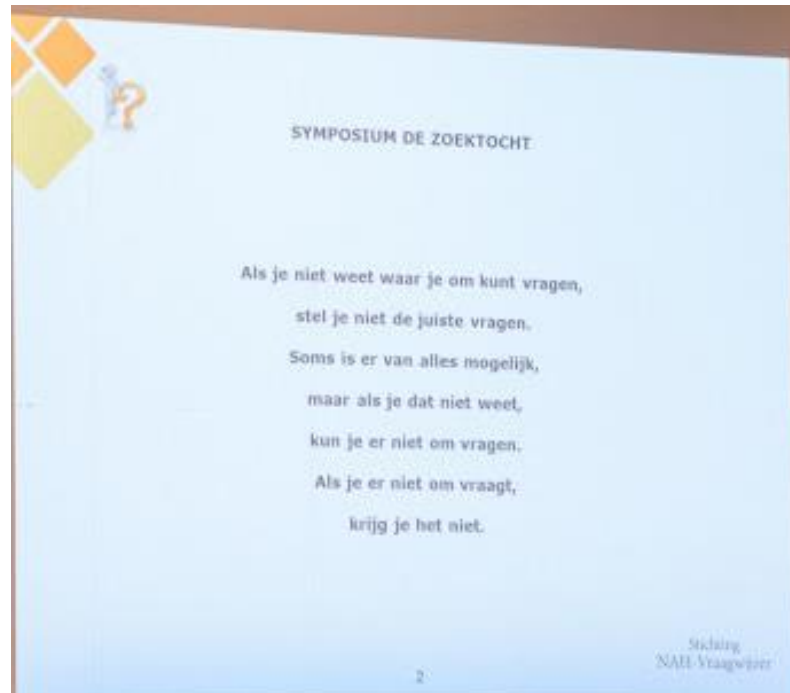 ?
SYMPOSIUM DE ZOEKTOCHT
Als je niet weet waar je om kunt vragen,
stel je niet de juiste vragen.
Soms is er van alles mogelijk,
maar als je dat niet weet,
kun je er niet om vragen.
Als je er niet om vraagt,
krijg je het niet.
Stichting
NAH-Vraagwijzer
2